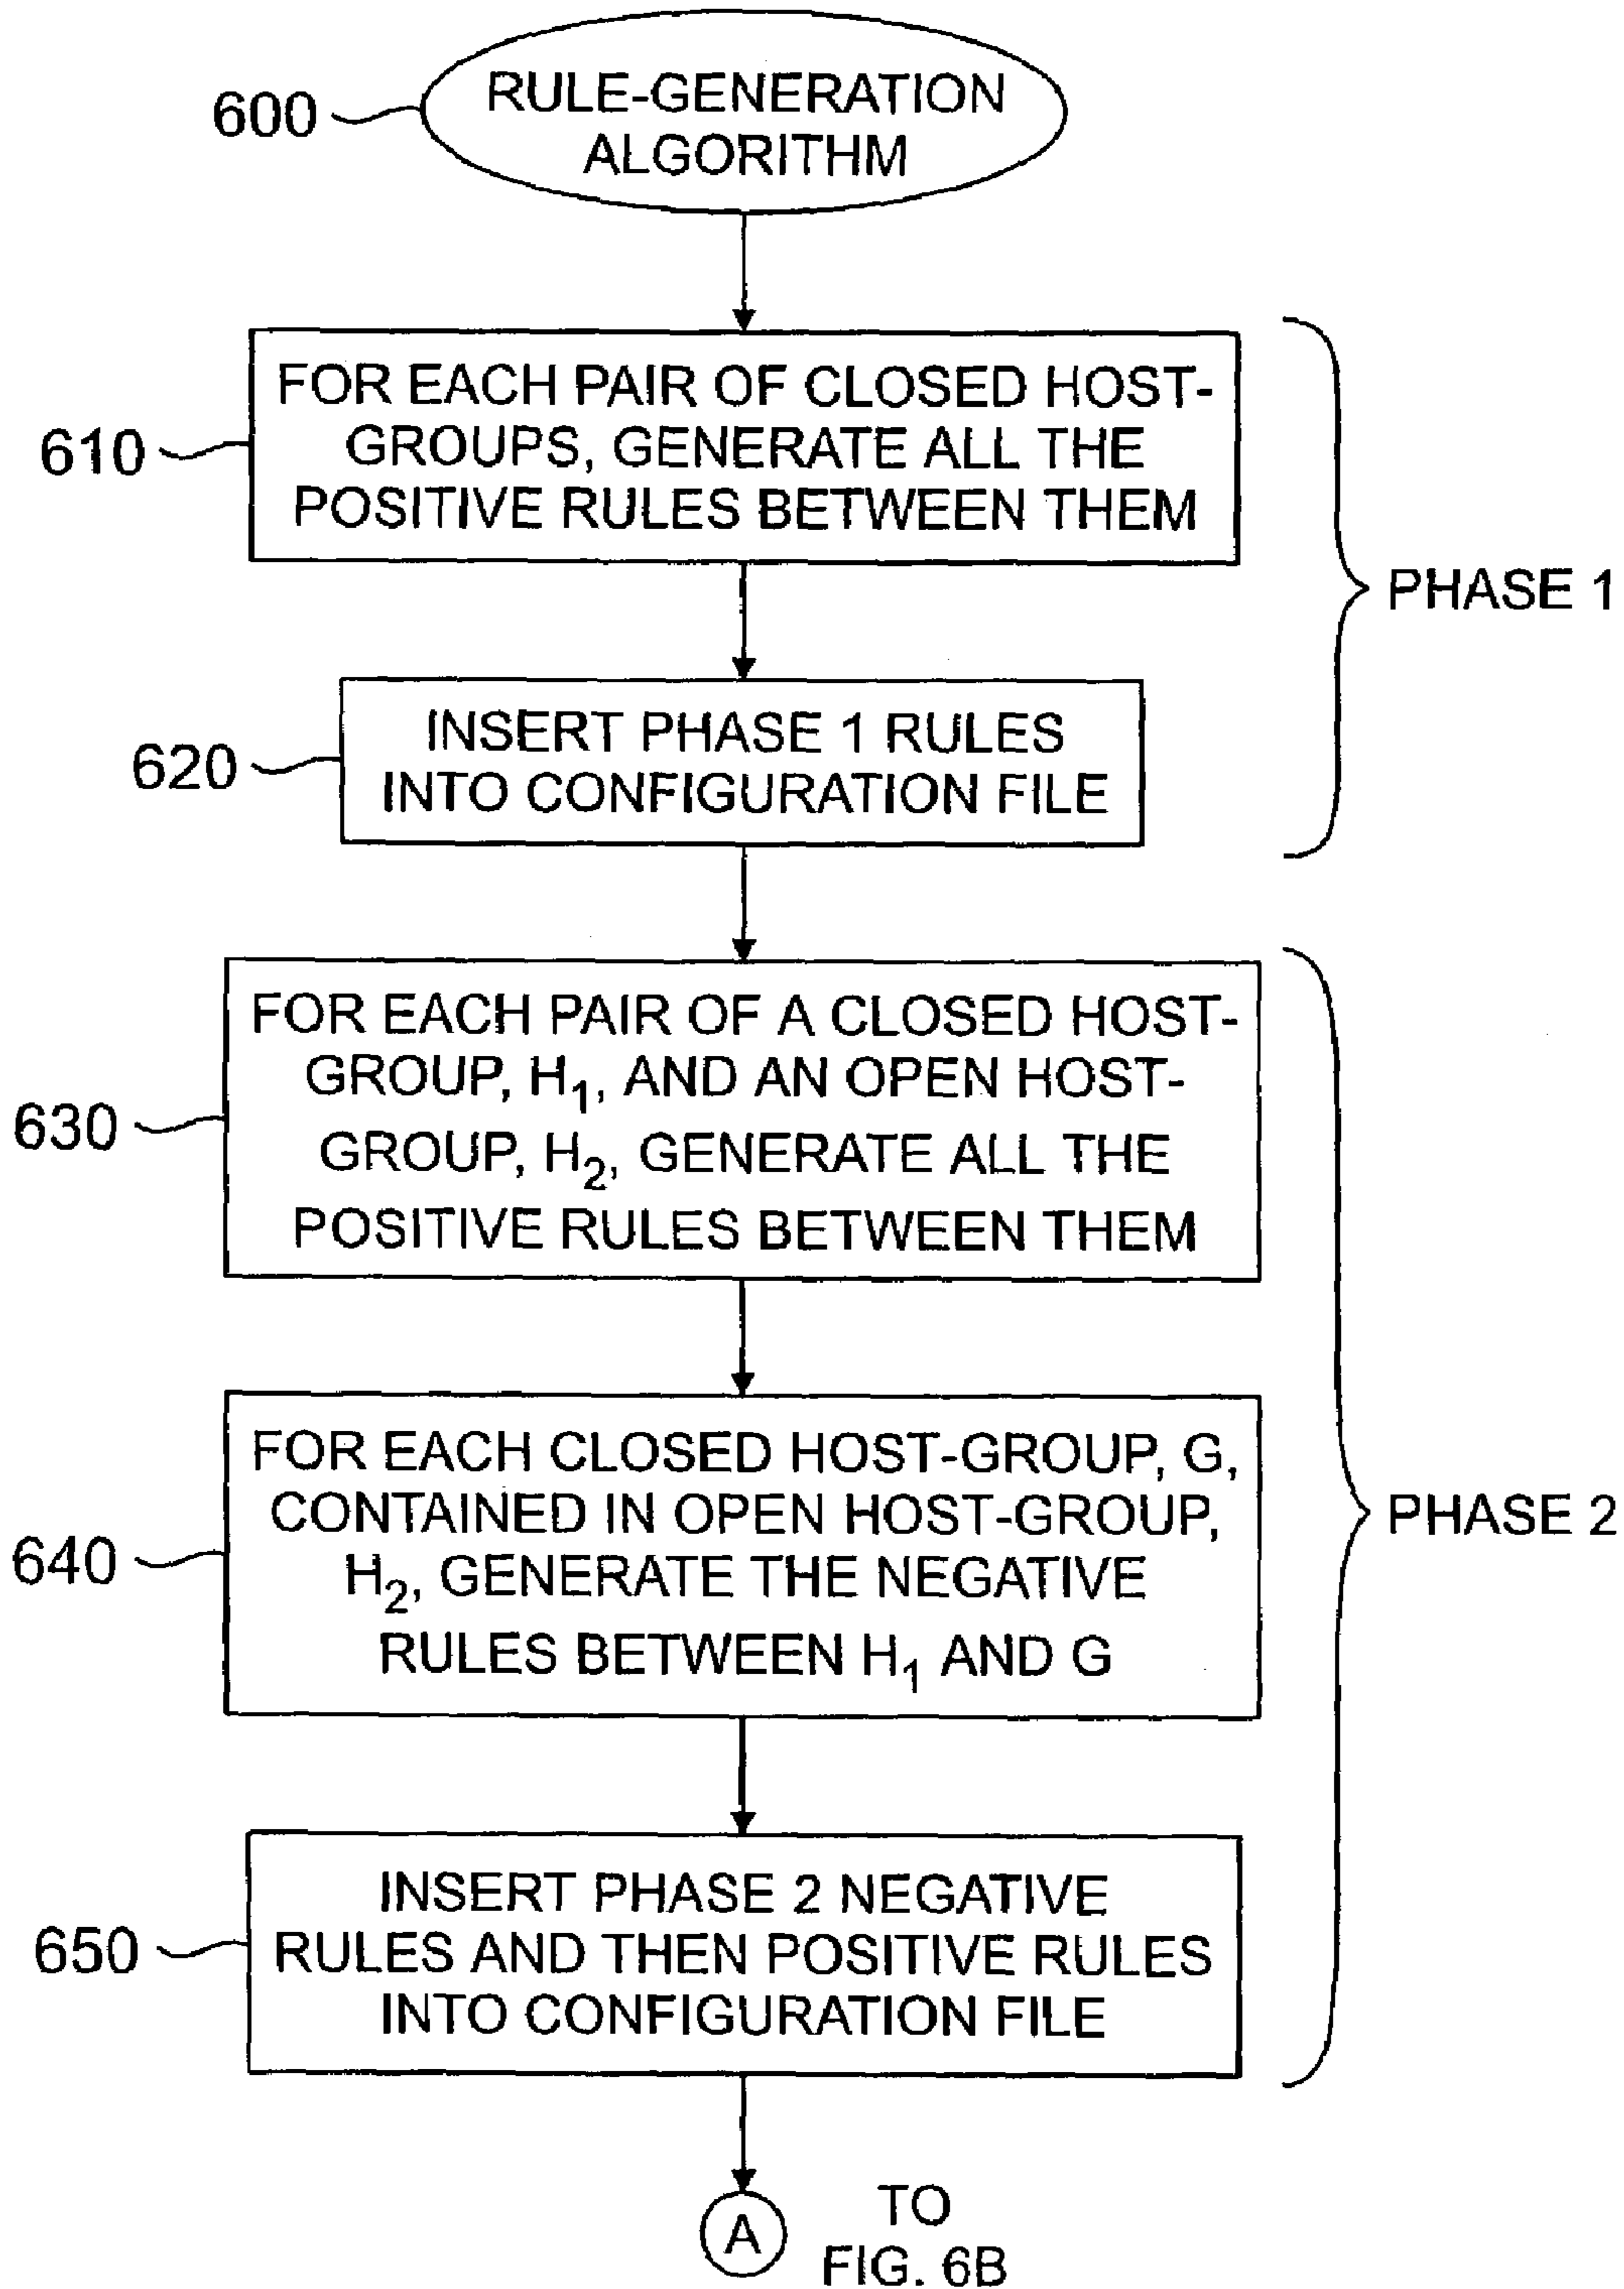 600
RULE-GENERATION
ALGORITHM
610
FOR EACH PAIR OF CLOSED HOST-
GROUPS, GENERATE ALL THE
POSITIVE RULES BETWEEN THEM
PHASE 1
620
INSERT PHASE 1 RULES
INTO CONFIGURATION FILE
630
FOR EACH PAIR OF A CLOSED HOST-
GROUP, H₁, AND AN OPEN HOST-
GROUP, H₂, GENERATE ALL THE
POSITIVE RULES BETWEEN THEM
640
FOR EACH CLOSED HOST-GROUP, G,
CONTAINED IN OPEN HOST-GROUP,
H₂, GENERATE THE NEGATIVE
RULES BETWEEN H₁ AND G
PHASE 2
650
INSERT PHASE 2 NEGATIVE
RULES AND THEN POSITIVE RULES
INTO CONFIGURATION FILE
A
TO
FIG. 6B